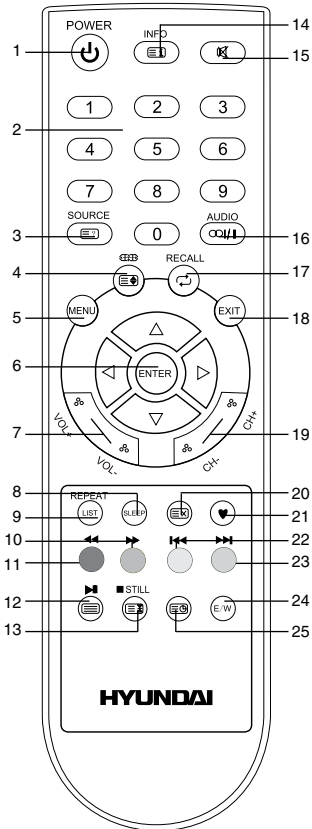 POWER
INFO
1
14
15
1 2 3
2
4 5 6
7 8 9
SOURCE
AUDIO
3
0
16
RECALL
4
17
5
MENU
EXIT
18
6
ENTER
7
VOL+
VOL-
CH+
CH-
19
8
20
REPEAT
9
LIST
SLEEP
21
10
22
11
23
STILL
12
24
E/W
13
25
HYUNDAI